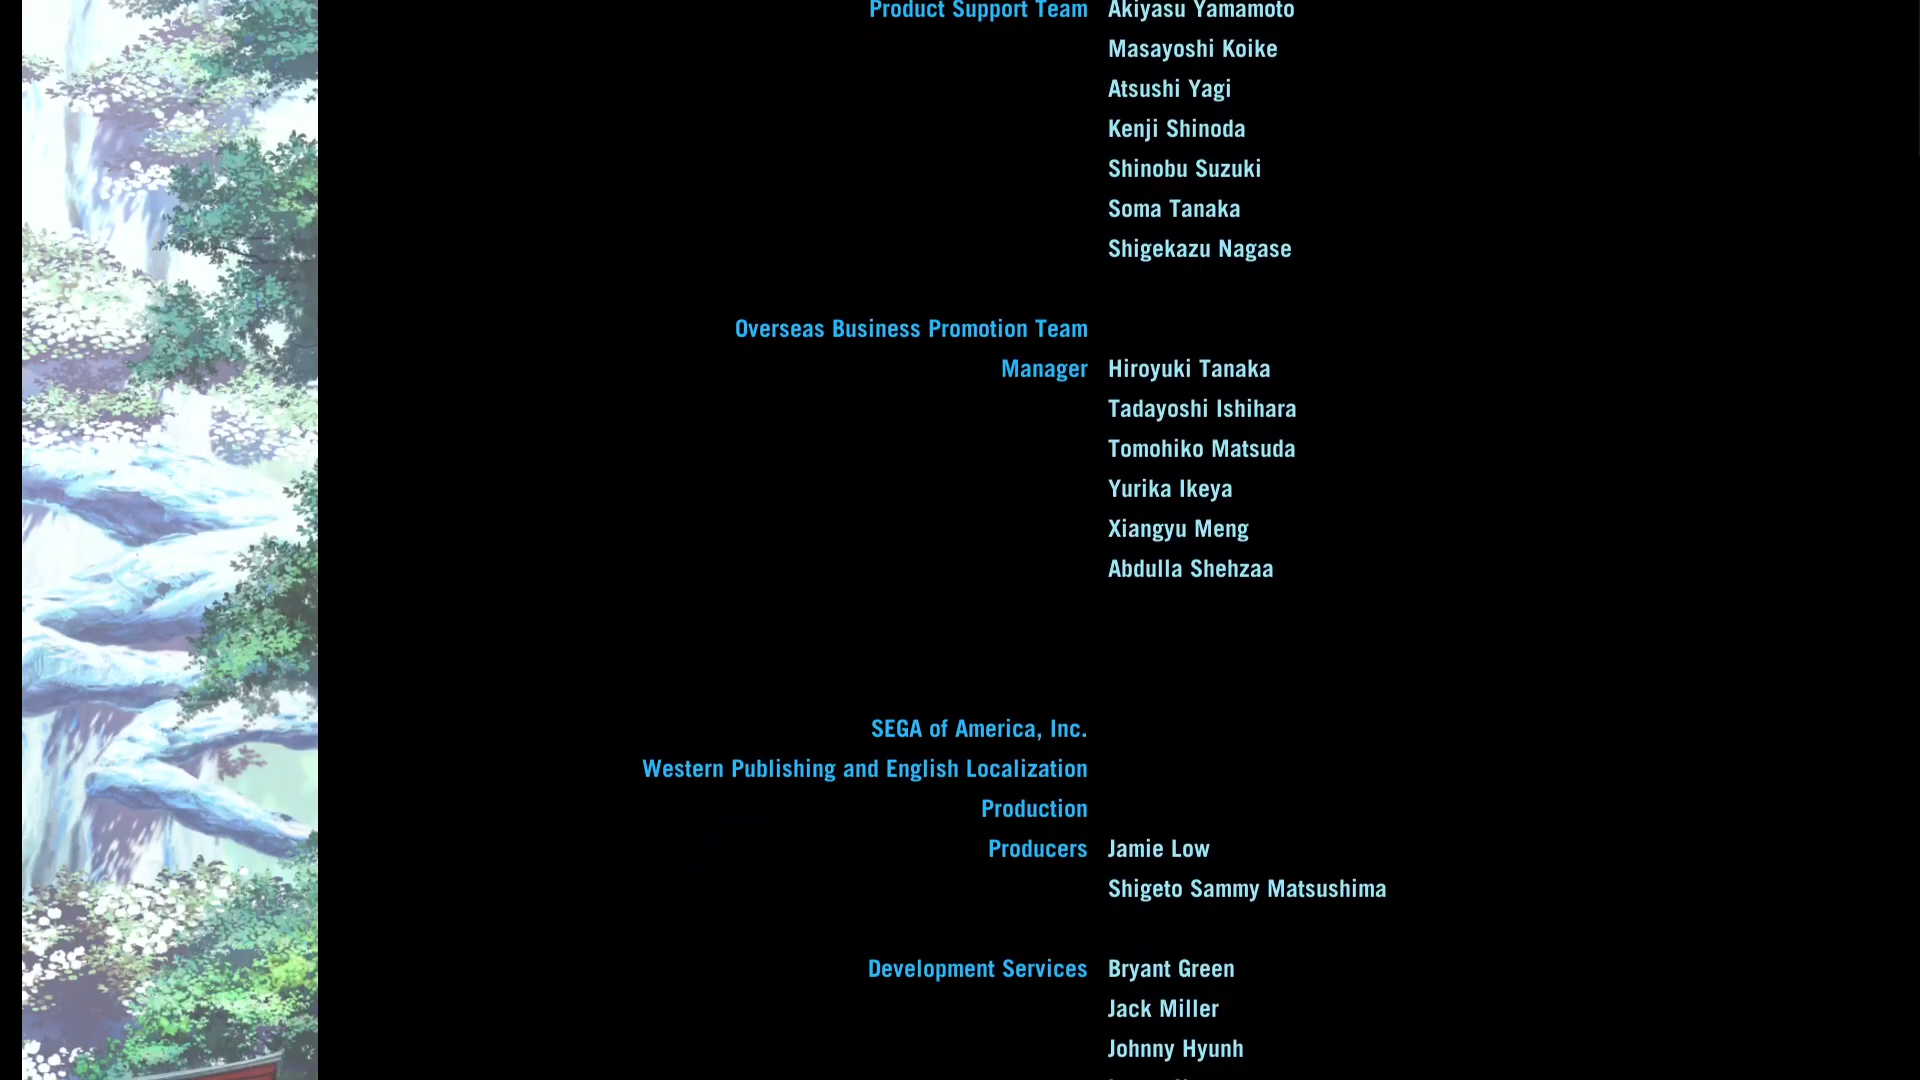 Product Support Team Akiyasu Yamamoto
Masayoshi Koike
Atsushi Yagi
Kenji Shinoda
Shinobu Suzuki
Soma Tanaka
Shigekazu Nagase
Overseas Business Promotion Team
Manager Hiroyuki Tanaka
Tadayoshi Ishihara
Tomohiko Matsuda
Yurika Ikeya
Xiangyu Meng
Abdulla Shehzaa
SEGA of America, Inc.
Western Publishing and English Localization
Production
Producers Jamie Low
Shigeto Sammy Matsushima
Development Services Bryant Green
Jack Miller
Johnny Hyunh